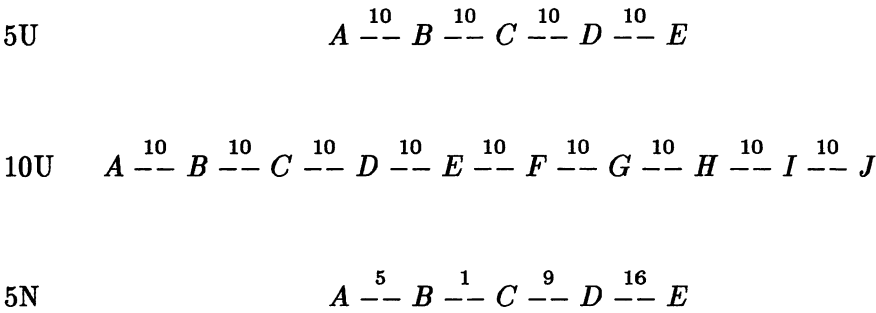 10 10 10 10
5U A -- B -- C -- D -- E
10 10 10 10 10 10 10 10 10
10U A -- B -- C -- D -- E -- F -- G -- H -- I -- J
5 1 9 16
5N A -- B -- C -- D -- E